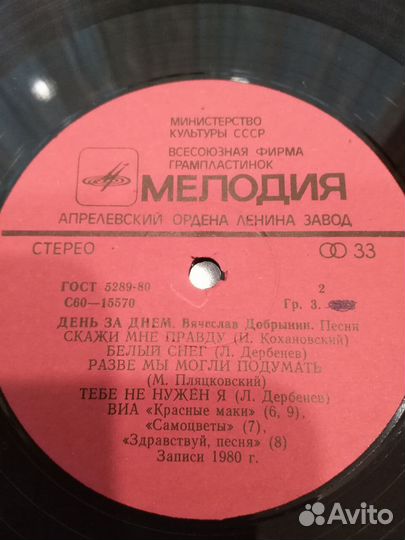 МИНИСТЕРСТВО
КУЛЬТУРЫ СССР
ВСЕСОЮЗНАЯ ФИРМА
ГРАМПЛАСТИНОК
МЕЛОДИЯ
АПРЕЛЕВСКИЙ ОРДЕНА ЛЕНИНА ЗАВОД
СТЕРЕО 33
ГОСТ 5289-80 2
С60—15570 Гр. 3.
ДЕНЬ ЗА ДНЕМ. Вячеслав Добрынин. Песни
СКАЖИ МНЕ ПРАВДУ (И. Кохановский)
БЕЛЫЙ СНЕГ (Л. Дербенев)
РАЗВЕ МЫ МОГЛИ ПОДУМАТЬ
(М. Пляцковский)
ТЕБЕ НЕ НУЖЕН Я (Л. Дербенев)
ВИА «Красные маки» (6, 9),
«Самоцветы» (7),
«Здравствуй, песня» (8)
Записи 1980 г.
Avito